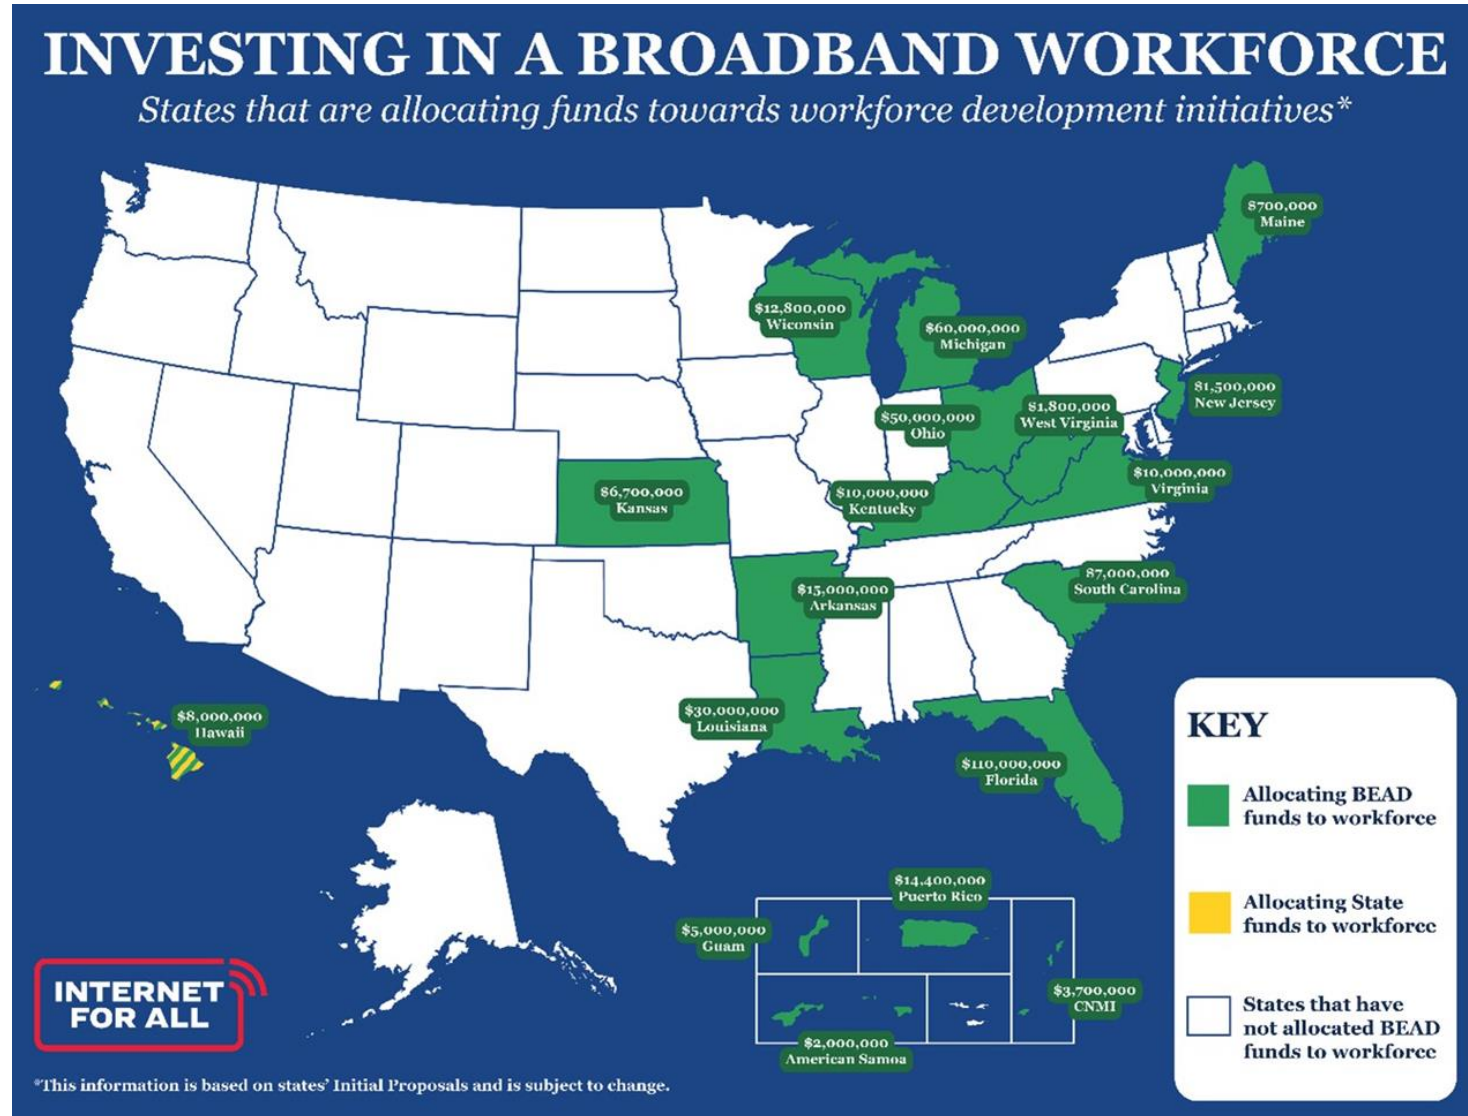 INVESTING IN A BROADBAND WORKFORCE
States that are allocating funds towards workforce development initiatives*
$700,000
Maine
$12,800,000
Wiconsin
$60,000,000
Michigan
$1,500,000
New Jersey
$50,000,000
Ohio
$1,800,000
West Virginia
$10,000,000
Virginia
$6,700,000
Kansas
$10,000,000
Kentucky
$7,000,000
South Carolina
$15,000,000
Arkansas
$30,000,000
Louisiana
$8,000,000
Hawaii
$110,000,000
Florida
$14,400,000
Puerto Rico
$5,000,000
Guam
$3,700,000
CNMI
$2,000,000
American Samoa
KEY
Allocating BEAD
funds to workforce
Allocating State
funds to workforce
States that have
not allocated BEAD
funds to workforce
INTERNET
FOR ALL
*This information is based on states' Initial Proposals and is subject to change.